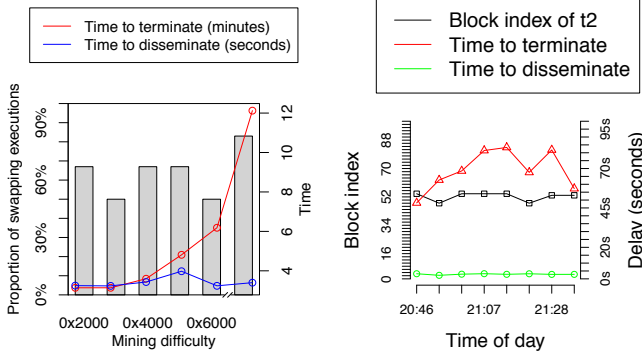 Time to terminate (minutes)
Time to disseminate (seconds)
Proportion of swapping executions
0% 30% 60% 90%
4 6 8 10 12
Time
0x2000 0x4000 0x6000
Mining difficulty
Block index of t2
Time to terminate
Time to disseminate
Block index
0 16 34 52 70 88
0s 20s 45s 70s 95s
Delay (seconds)
20:46 21:07 21:28
Time of day